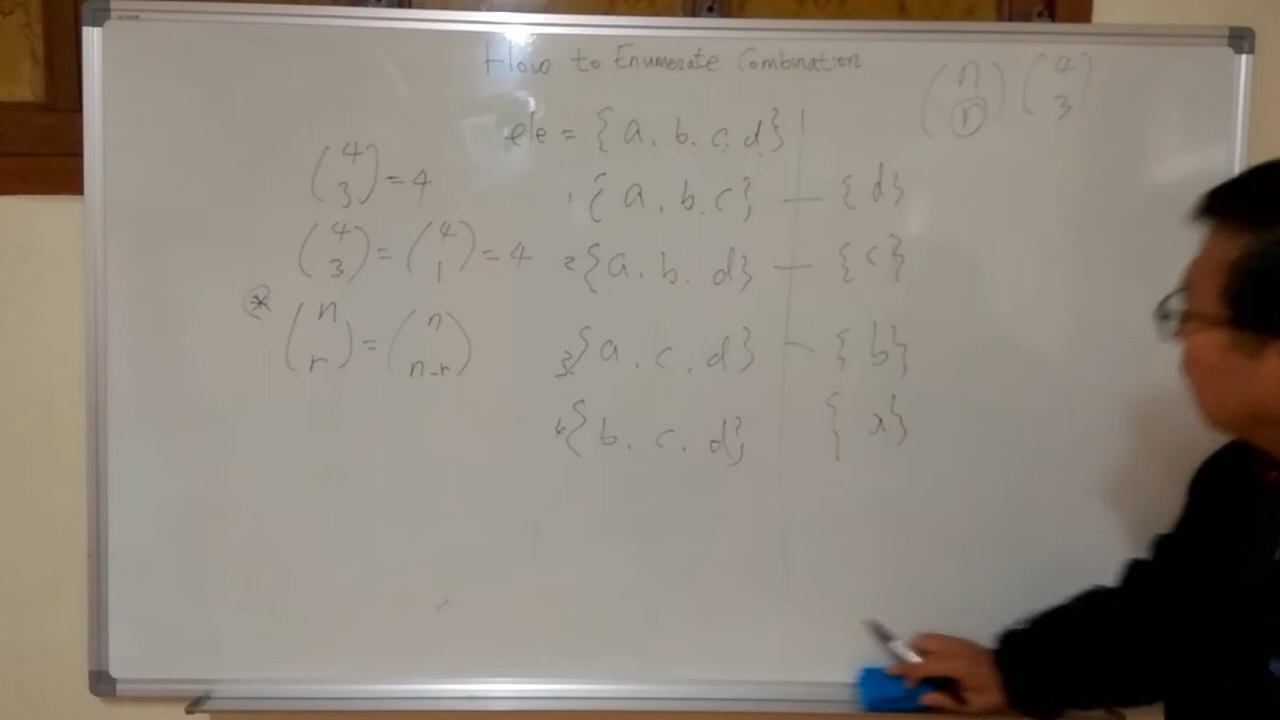 How to Enumerate Combination
(n r) (4 3)
ele = {a. b. c. d}
(4 3) = 4
1 {a. b. c} — {d}
(4 3) = (4 1) = 4
2 {a. b. d} — {c}
* (n r) = (n n-r)
3 {a. c. d} — {b}
4 {b. c. d} {a}